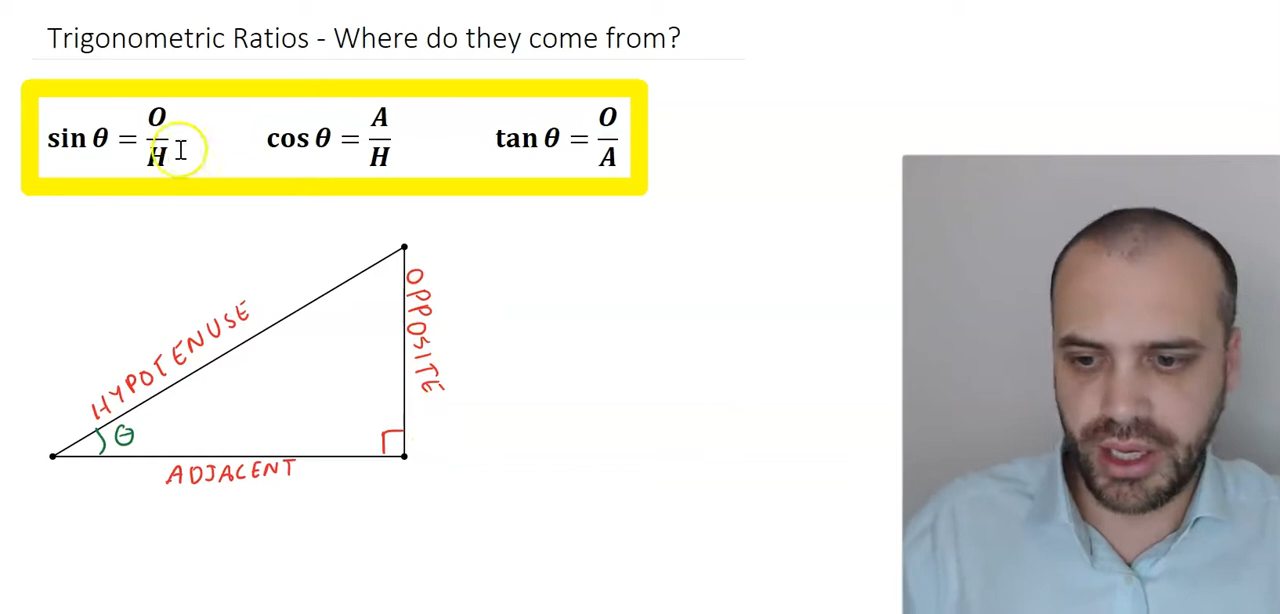 Trigonometric Ratios - Where do they come from?
sin θ = O/H cos θ = A/H tan θ = O/A
HYPOTENUSE
OPPOSITE
θ
ADJACENT